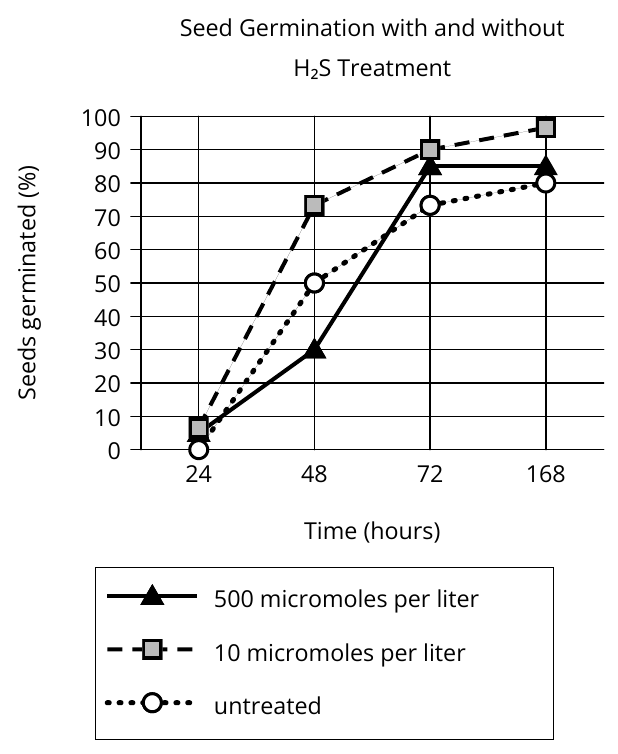 Seed Germination with and without
H₂S Treatment
Seeds germinated (%)
100
90
80
70
60
50
40
30
20
10
0
24 48 72 168
Time (hours)
500 micromoles per liter
10 micromoles per liter
untreated